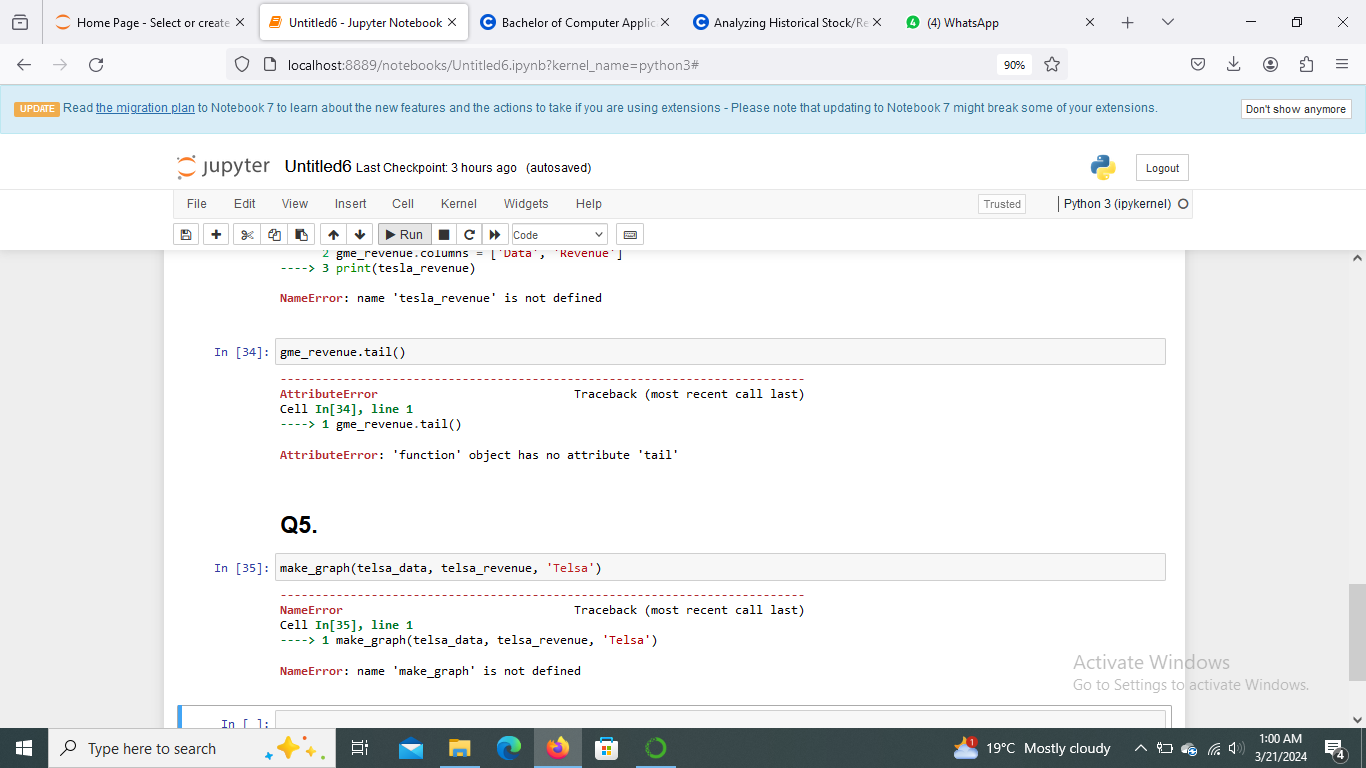 Home Page - Select or create
Untitled6 - Jupyter Notebook
Bachelor of Computer Applic
Analyzing Historical Stock/Re
(4) WhatsApp
localhost:8889/notebooks/Untitled6.ipynb?kernel_name=python3#
90%
UPDATE Read the migration plan to Notebook 7 to learn about the new features and the actions to take if you are using extensions - Please note that updating to Notebook 7 might break some of your extensions.
Don't show anymore
jupyter Untitled6 Last Checkpoint: 3 hours ago (autosaved)
Logout
File Edit View Insert Cell Kernel Widgets Help
Trusted
Python 3 (ipykernel)
Run
Code
2 gme_revenue.columns = ['Data', 'Revenue']
----> 3 print(tesla_revenue)
NameError: name 'tesla_revenue' is not defined
In [34]: gme_revenue.tail()
---------------------------------------------------------------------------
AttributeError Traceback (most recent call last)
Cell In[34], line 1
----> 1 gme_revenue.tail()
AttributeError: 'function' object has no attribute 'tail'
Q5.
In [35]: make_graph(telsa_data, telsa_revenue, 'Telsa')
---------------------------------------------------------------------------
NameError Traceback (most recent call last)
Cell In[35], line 1
----> 1 make_graph(telsa_data, telsa_revenue, 'Telsa')
NameError: name 'make_graph' is not defined
In [ ]:
Activate Windows
Go to Settings to activate Windows.
Type here to search
19°C Mostly cloudy
1:00 AM
3/21/2024
4